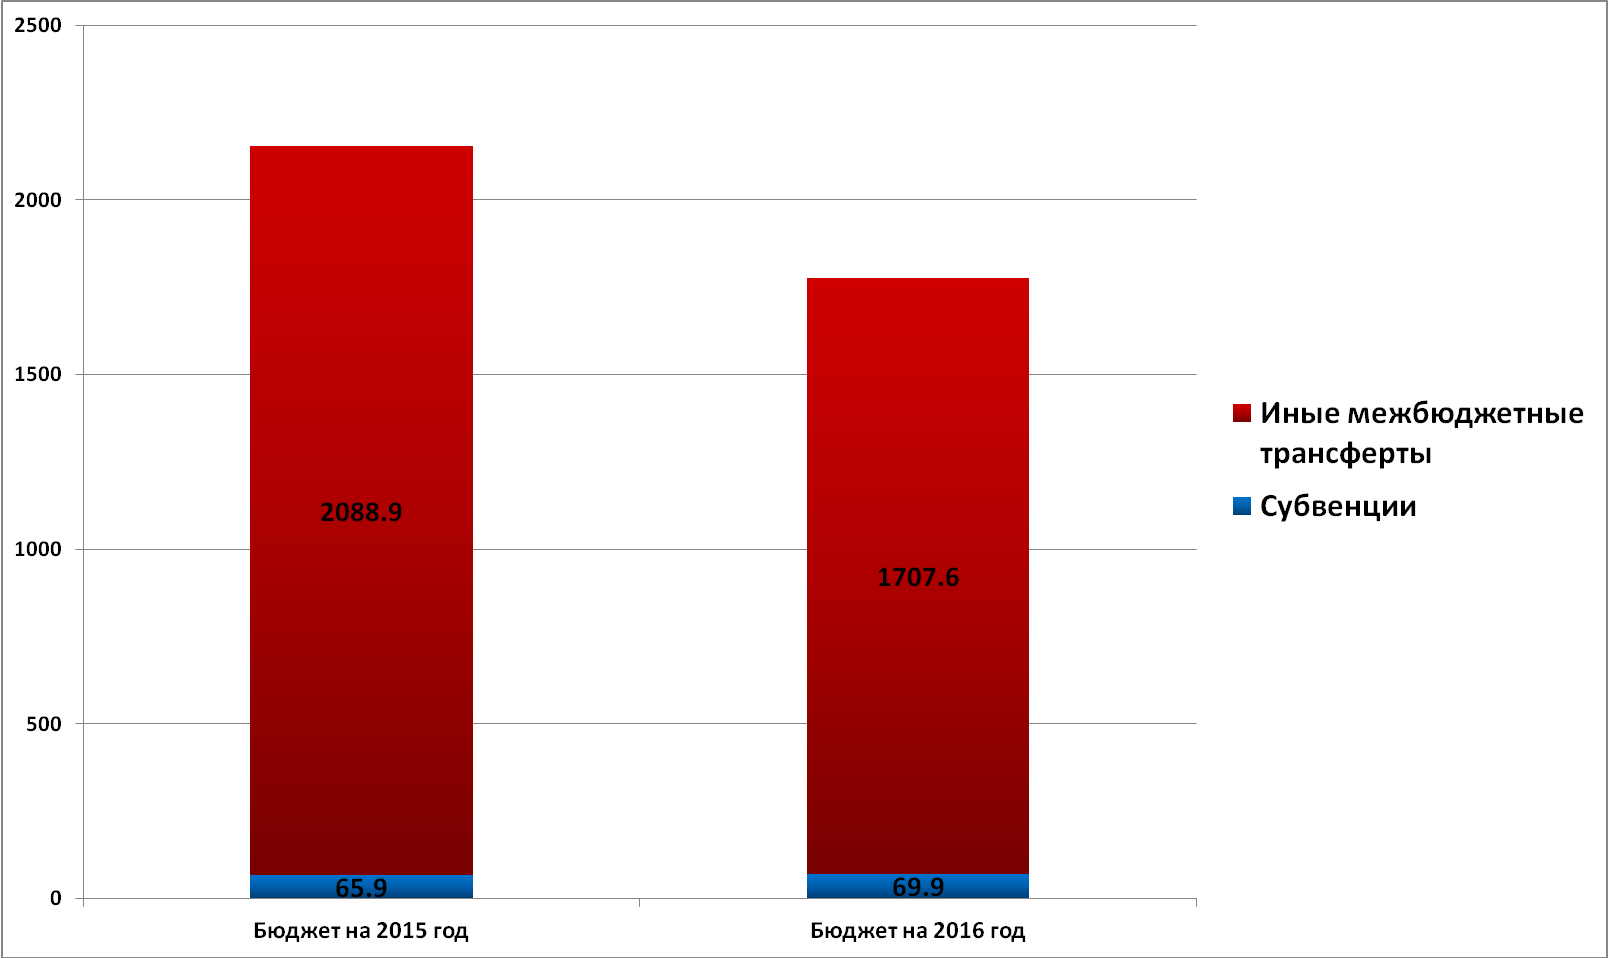 2500
2000
1500
1000
500
0
2088.9
65.9
1707.6
69.9
Бюджет на 2015 год
Бюджет на 2016 год
Иные межбюджетные
трансферты
Субвенции